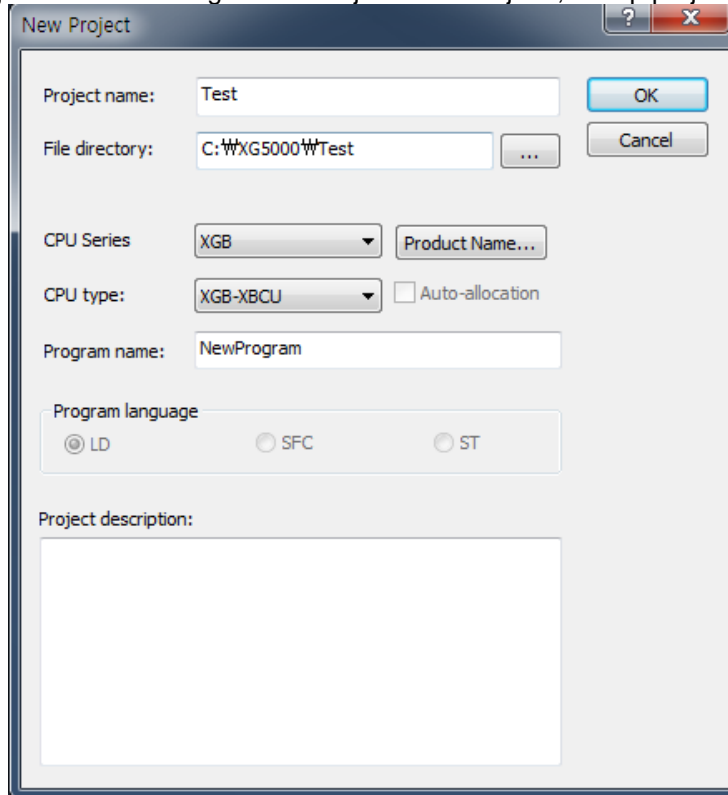 New Project
?
x
Project name:
Test
OK
File directory:
C:₩XG5000₩Test
...
Cancel
CPU Series
XGB
Product Name...
CPU type:
XGB-XBCU
Auto-allocation
Program name:
NewProgram
Program language
LD
SFC
ST
Project description: